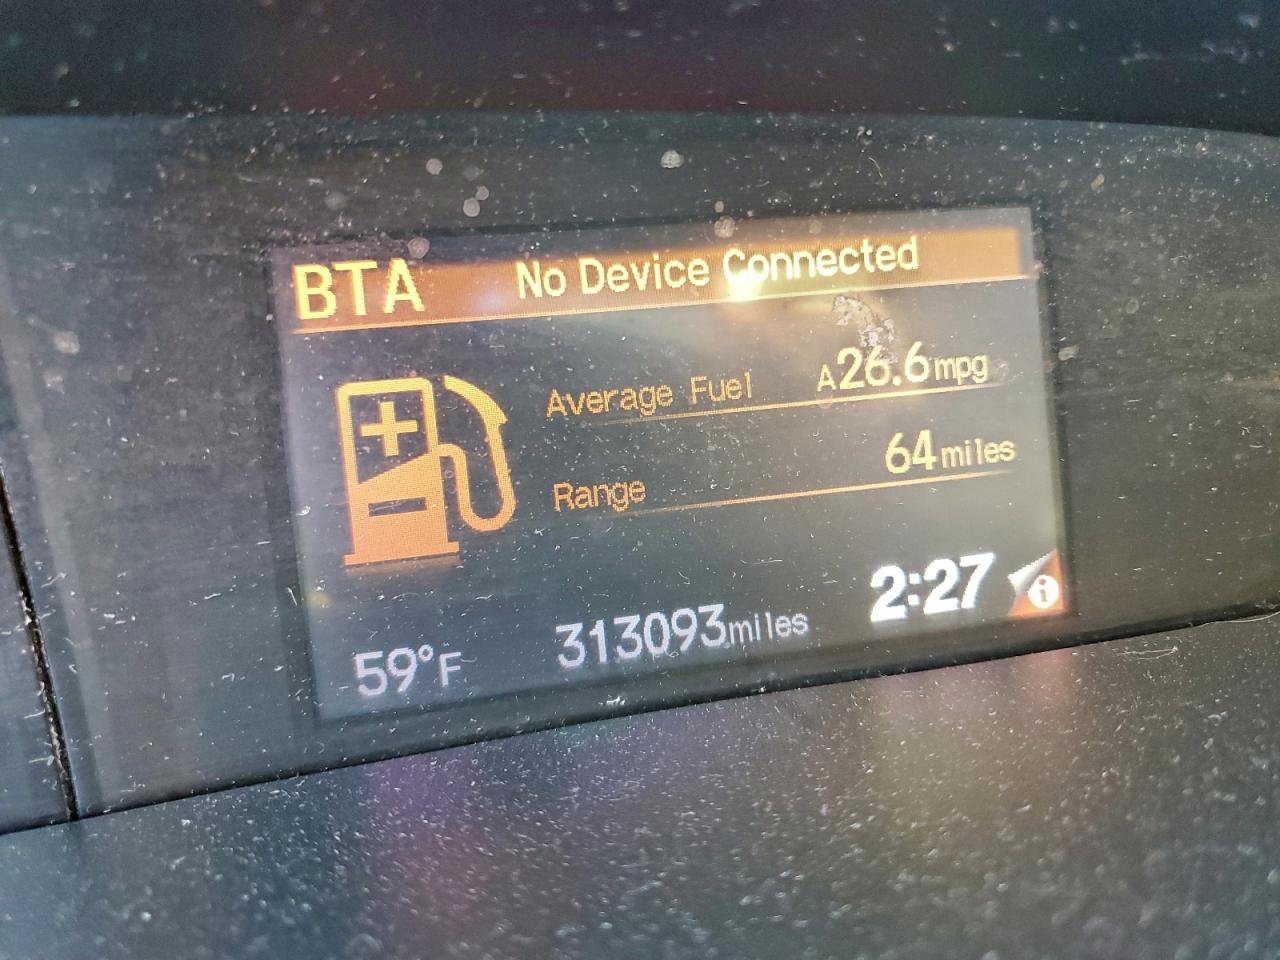 BTA No Device Connected
Average Fuel A26.6mpg
Range 64miles
59°F 313093miles 2:27